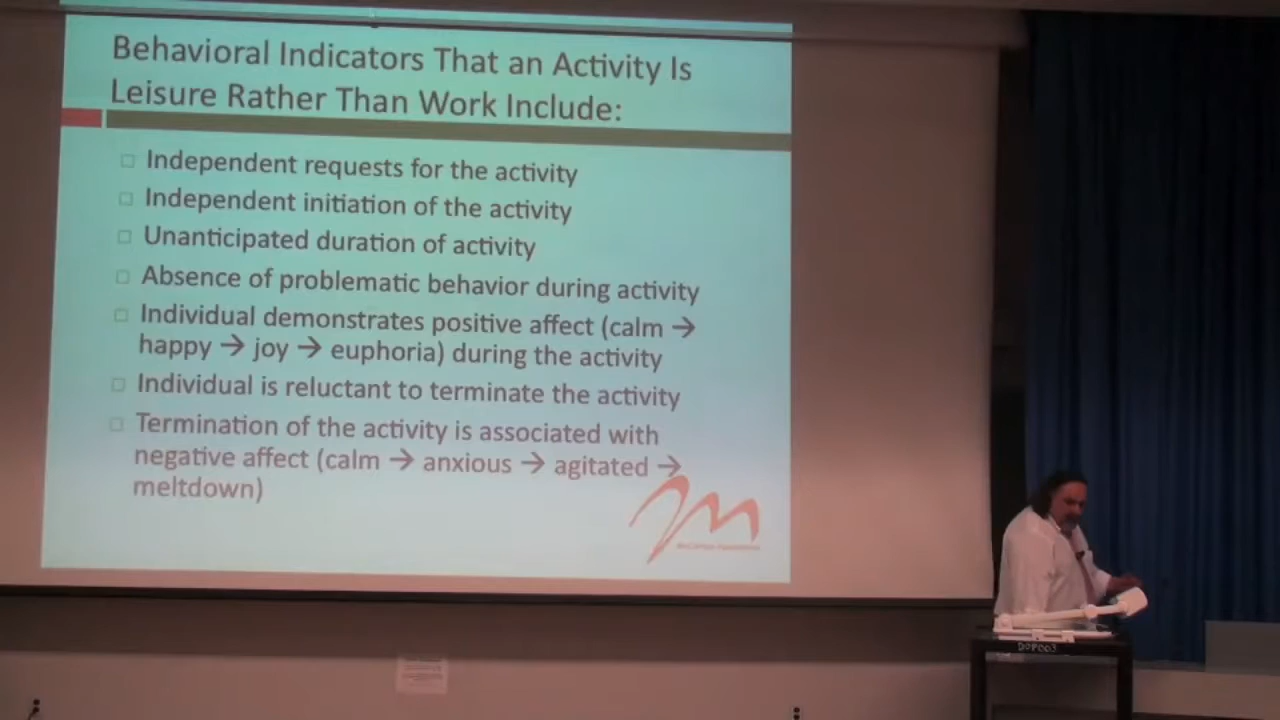 Behavioral Indicators That an Activity Is
Leisure Rather Than Work Include:
Independent requests for the activity
Independent initiation of the activity
Unanticipated duration of activity
Absence of problematic behavior during activity
Individual demonstrates positive affect (calm →
happy → joy → euphoria) during the activity
Individual is reluctant to terminate the activity
Termination of the activity is associated with
negative affect (calm → anxious → agitated →
meltdown)